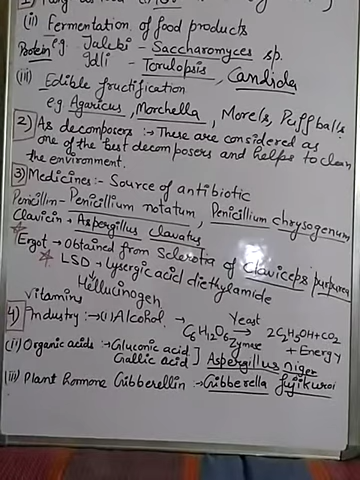 (ii) Fermentation of food products
Protein e.g. Jalebi - Saccharomyces sp.
Idli - Torulopsis, Candida
(iii) Edible fructification
e.g Agaricus, Morchella, Morels, Puff balls
2) As decomposers :→ These are considered as
one of the best decomposers and helps to clean
the environment.
3) Medicines:- Source of antibiotic
Penicillin- Penicillium notatum, Penicillium chrysogenum
Clavicin → Aspergillus clavatus
Ergot → Obtained from Sclerotia of Claviceps purpurea
LSD → Lysergic acid diethylamide
Hellucinogen
Vitamins
4) Industry :→ (i) Alcohol → C6H12O6 Yeast → Zymase 2C2H5OH + CO2
+ Energy
(ii) Organic acids :→ Gluconic acid
Gallic acid ] Aspergillus niger
(iii) Plant Hormone Gibberellin :→ Gibberella fujikuroi